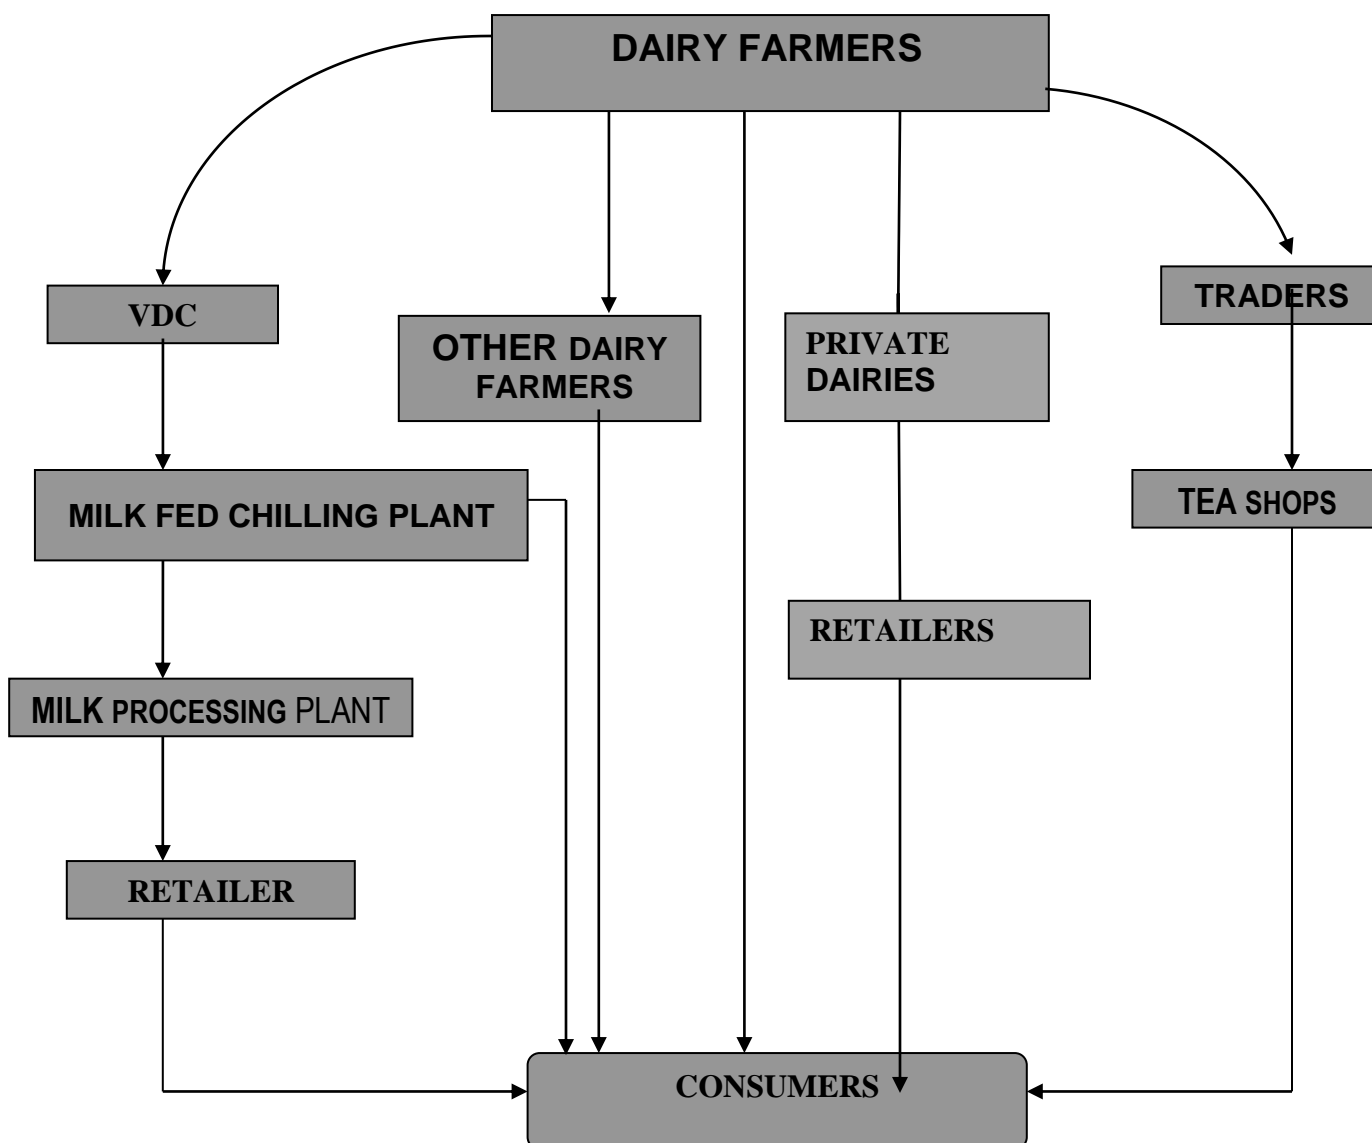 DAIRY FARMERS
VDC
TRADERS
OTHER DAIRY
FARMERS
PRIVATE
DAIRIES
MILK FED CHILLING PLANT
TEA SHOPS
RETAILERS
MILK PROCESSING PLANT
RETAILER
CONSUMERS